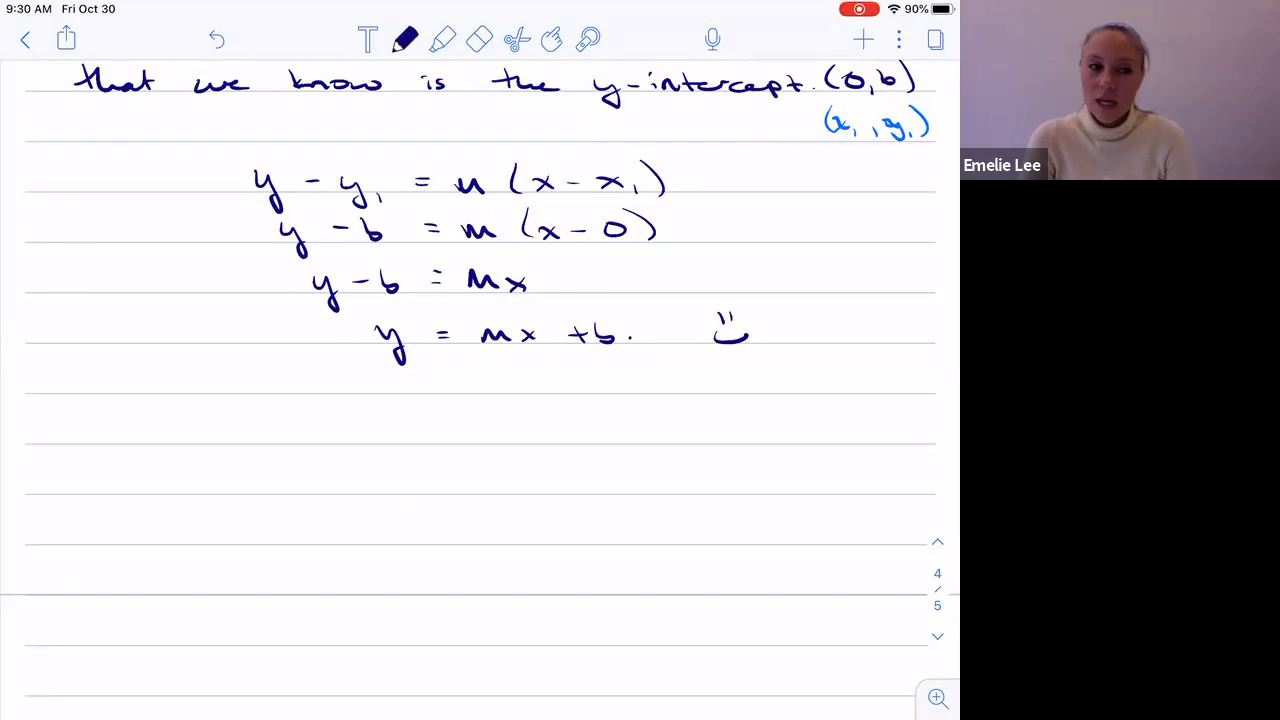 9:30 AM Fri Oct 30
90%
that we know is the y-intercept. (0,b)
(x₁, y₁)
y - y₁ = m (x - x₁)
y - b = m (x - 0)
y - b = mx
y = mx + b.
4
/
5
Emelie Lee